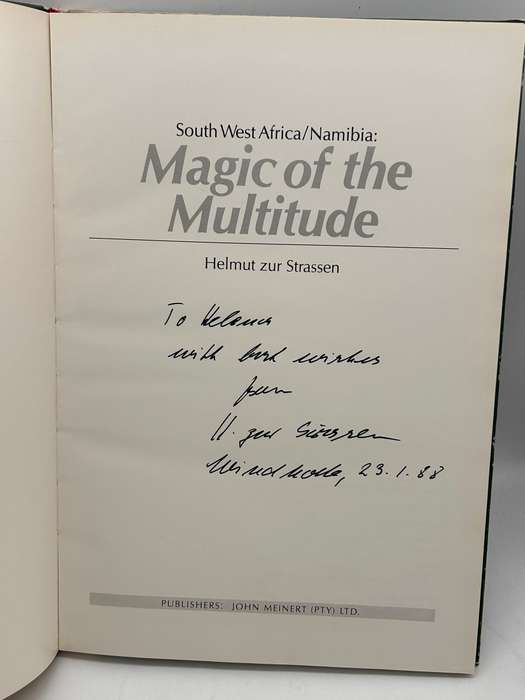 South West Africa/Namibia:
Magic of the
Multitude
Helmut zur Strassen
To
with best wishes
from
H. zur Strassen
Windhoek, 23.1.88
PUBLISHERS: JOHN MEINERT (PTY) LTD.